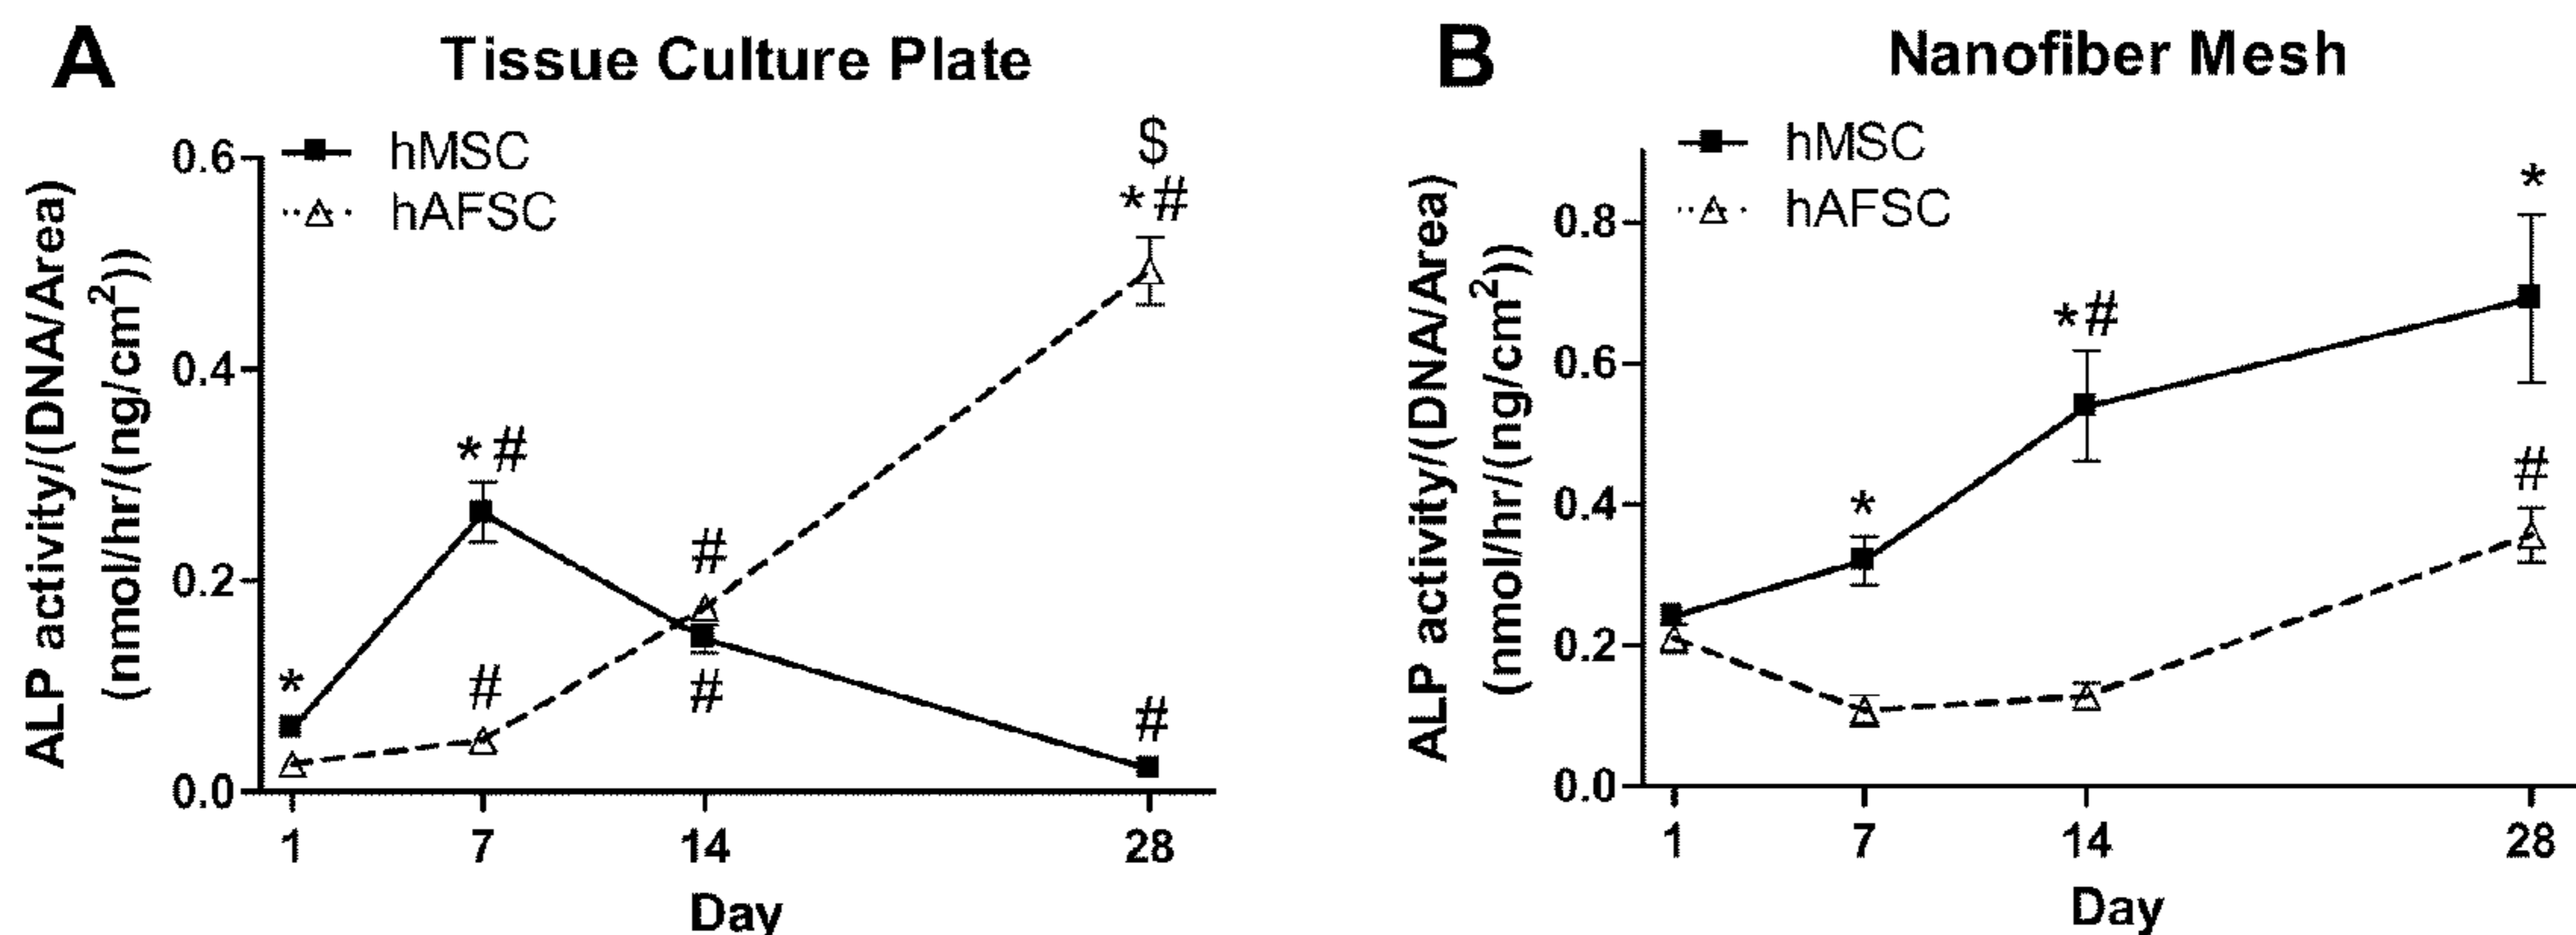 A
Tissue Culture Plate
hMSC
hAFSC
ALP activity/(DNA/Area)
(nmol/hr/(ng/cm²))
0.6
0.4
0.2
0.0
*
*#
#
#
#
$
*#
#
1
7
14
28
Day
B
Nanofiber Mesh
hMSC
hAFSC
ALP activity/(DNA/Area)
(nmol/hr/(ng/cm²))
0.8
0.6
0.4
0.2
0.0
*
*#
*
#
1
7
14
28
Day